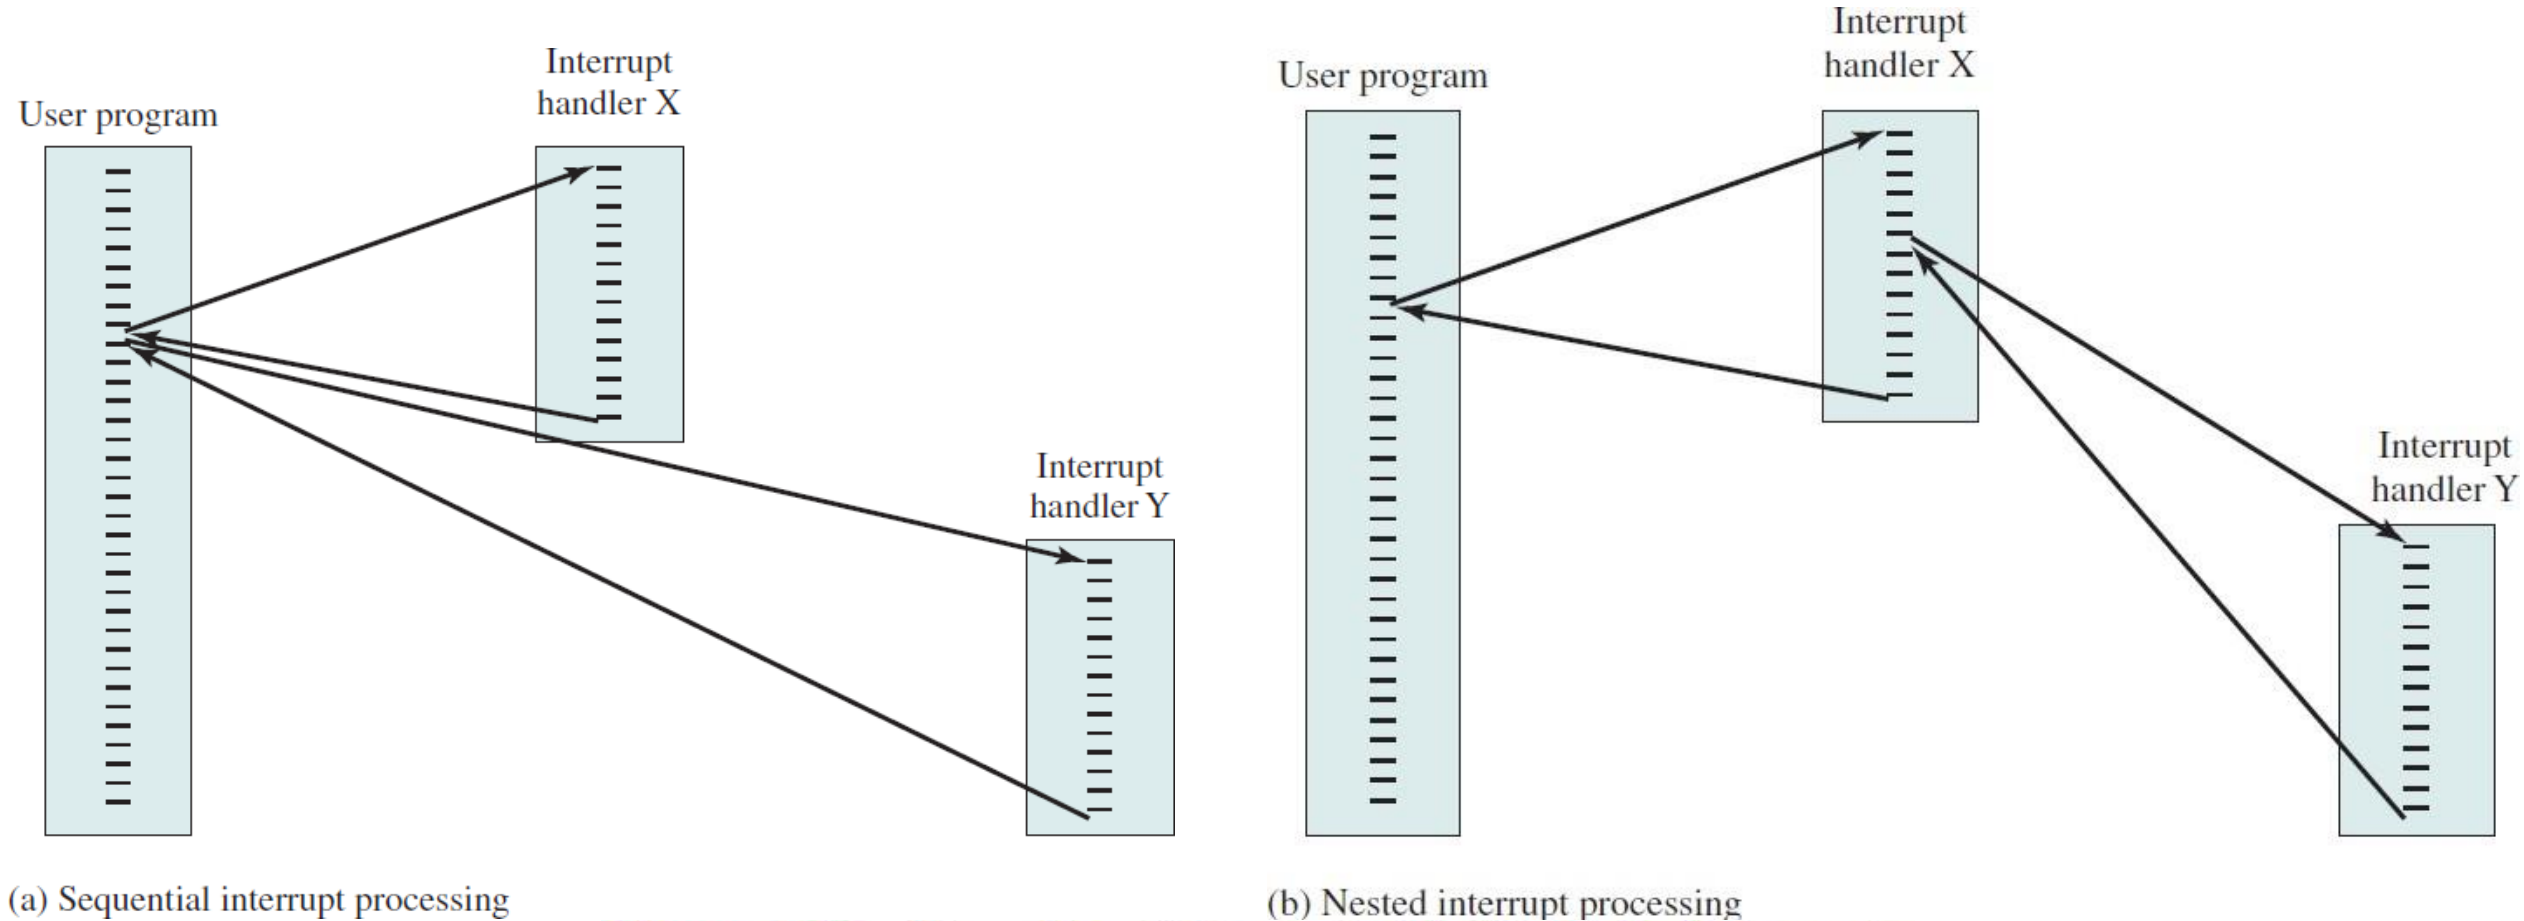 User program
Interrupt
handler X
Interrupt
handler Y
(a) Sequential interrupt processing
User program
Interrupt
handler X
Interrupt
handler Y
(b) Nested interrupt processing